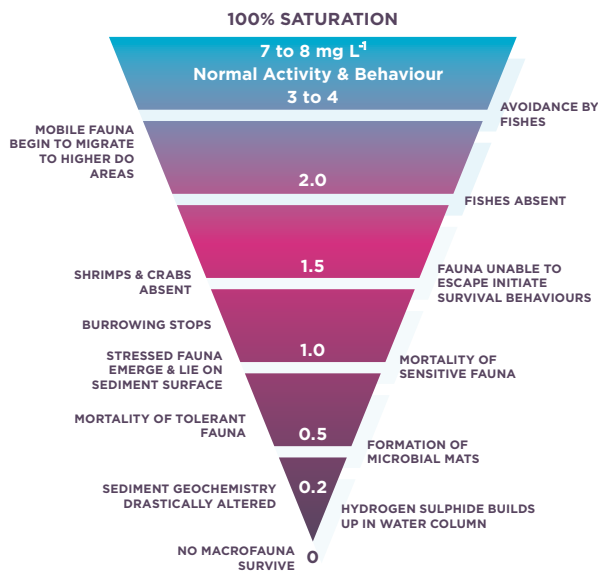 100% SATURATION
7 to 8 mg L-1
Normal Activity & Behaviour
3 to 4
AVOIDANCE BY
FISHES
MOBILE FAUNA
BEGIN TO MIGRATE
TO HIGHER DO
AREAS
2.0
FISHES ABSENT
1.5
SHRIMPS & CRABS
ABSENT
FAUNA UNABLE TO
ESCAPE INITIATE
SURVIVAL BEHAVIOURS
BURROWING STOPS
1.0
STRESSED FAUNA
EMERGE & LIE ON
SEDIMENT SURFACE
MORTALITY OF
SENSITIVE FAUNA
MORTALITY OF TOLERANT
FAUNA
0.5
FORMATION OF
MICROBIAL MATS
0.2
SEDIMENT GEOCHEMISTRY
DRASTICALLY ALTERED
HYDROGEN SULPHIDE BUILDS
UP IN WATER COLUMN
NO MACROFAUNA
SURVIVE
0